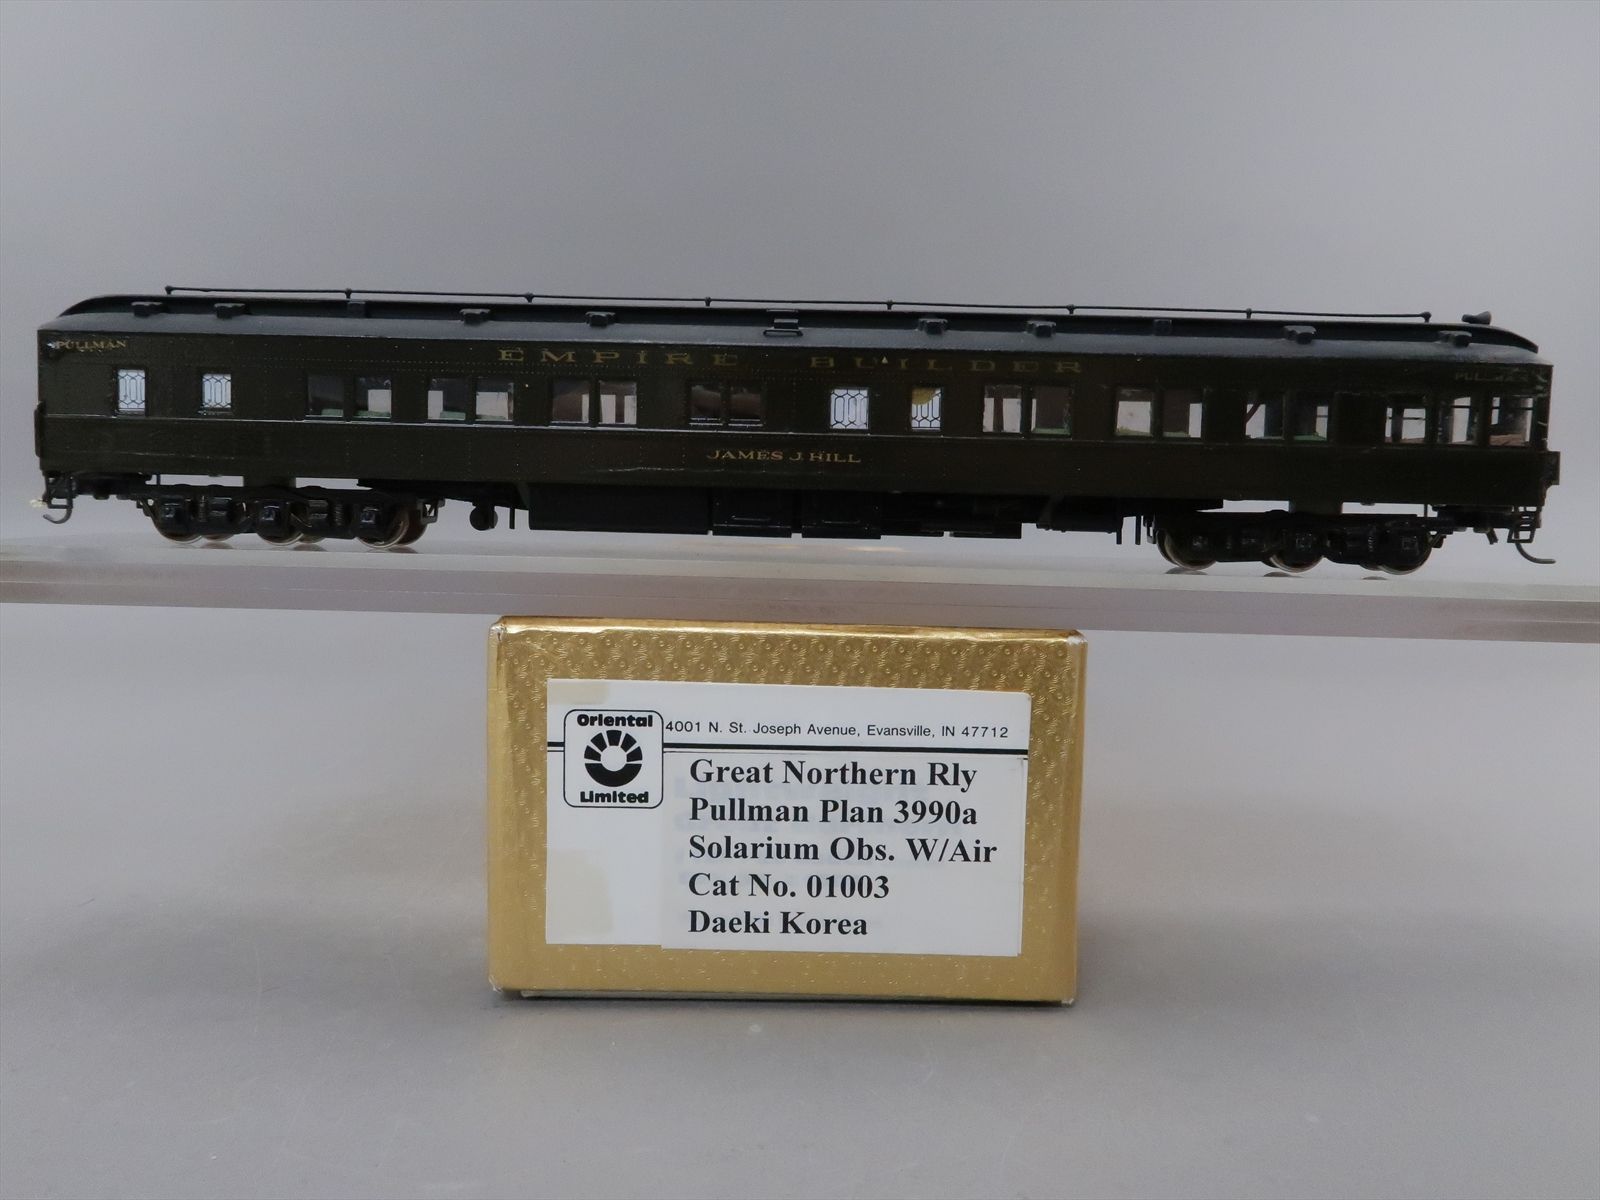 PULLMAN
EMPIRE BUILDER
PULLMAN
JAMES J. HILL
Oriental
Limited
4001 N. St. Joseph Avenue, Evansville, IN 47712
Great Northern Rly
Pullman Plan 3990a
Solarium Obs. W/Air
Cat No. 01003
Daeki Korea